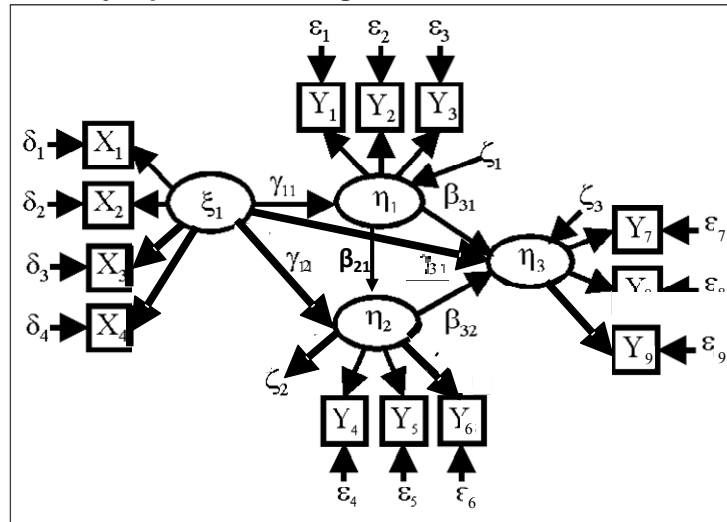 ε₁ ε₂ ε₃
Y₁ Y₂ Y₃
δ₁ X₁
ζ₁
δ₂ X₂ ξ₁ γ₁₁ η₁ β₃₁
ζ₃
Y₇ ε₇
δ₃ X₃ γ₁₂ β₂₁ η₃
ε₈
δ₄ X₄ η₂ β₃₂
Y₉ ε₉
ζ₂
Y₄ Y₅ Y₆
ε₄ ε₅ ε₆